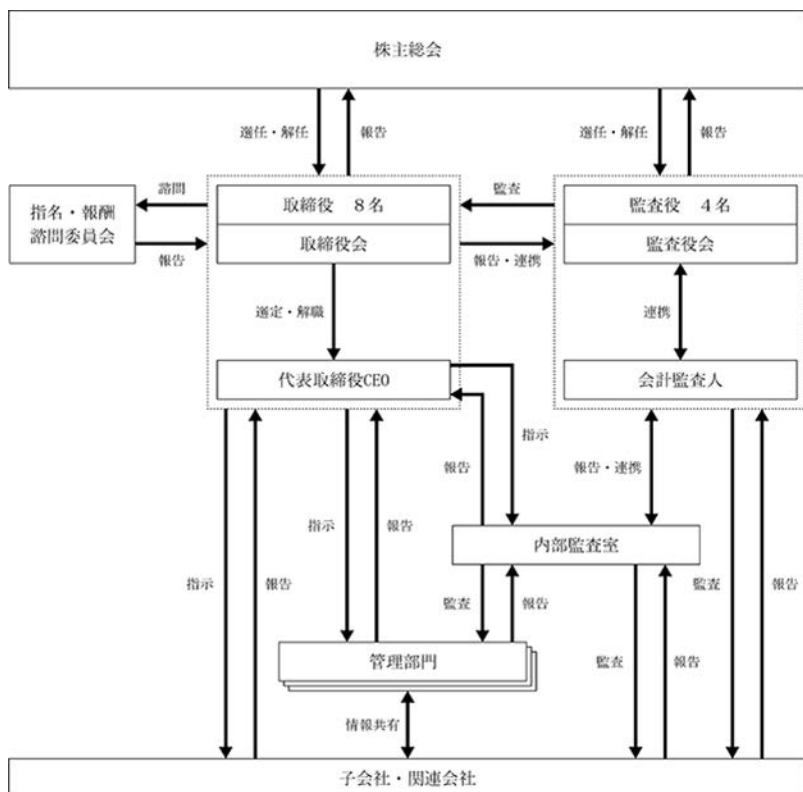 株主総会
選任・解任
報告
選任・解任
報告
諮問
監査
指名・報酬
諮問委員会
取締役 8名
取締役会
監査役 4名
監査役会
報告
報告・連携
選定・解職
連携
代表取締役CEO
会計監査人
指示
報告
報告・連携
指示
報告
内部監査室
指示
報告
監査
報告
監査
報告
管理部門
監査
報告
情報共有
子会社・関連会社